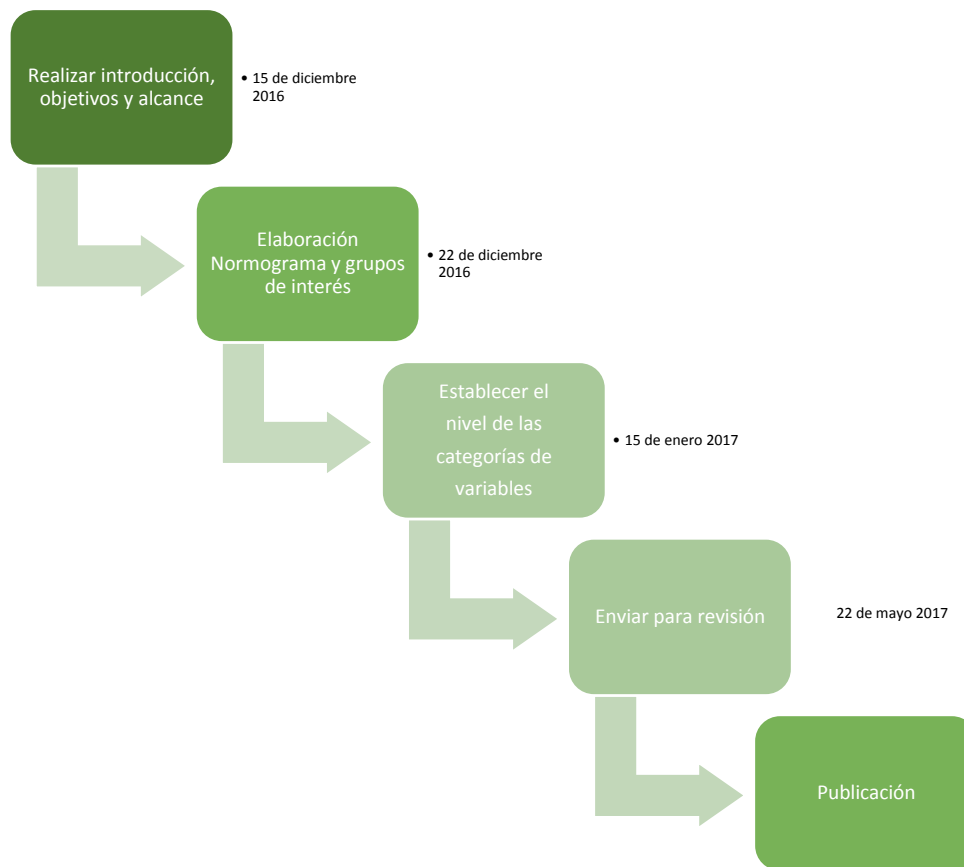 Realizar introducción,
objetivos y alcance
• 15 de diciembre
2016
Elaboración
Normograma y grupos
de interés
• 22 de diciembre
2016
Establecer el
nivel de las
categorías de
variables
• 15 de enero 2017
Enviar para revisión
22 de mayo 2017
Publicación